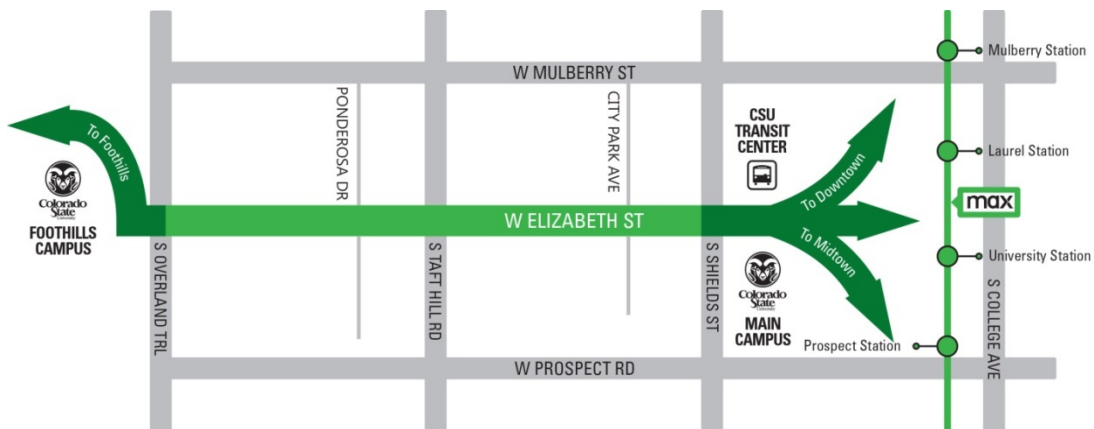 Mulberry Station
W MULBERRY ST
PONDEROSA DR
CITY PARK AVE
CSU
TRANSIT
CENTER
To Foothills
To Downtown
Laurel Station
Colorado
State
University
FOOTHILLS
CAMPUS
max
W ELIZABETH ST
To Midtown
S OVERLAND TRL
S TAFT HILL RD
S SHIELDS ST
University Station
Colorado
State
University
MAIN
CAMPUS
S COLLEGE AVE
Prospect Station
W PROSPECT RD